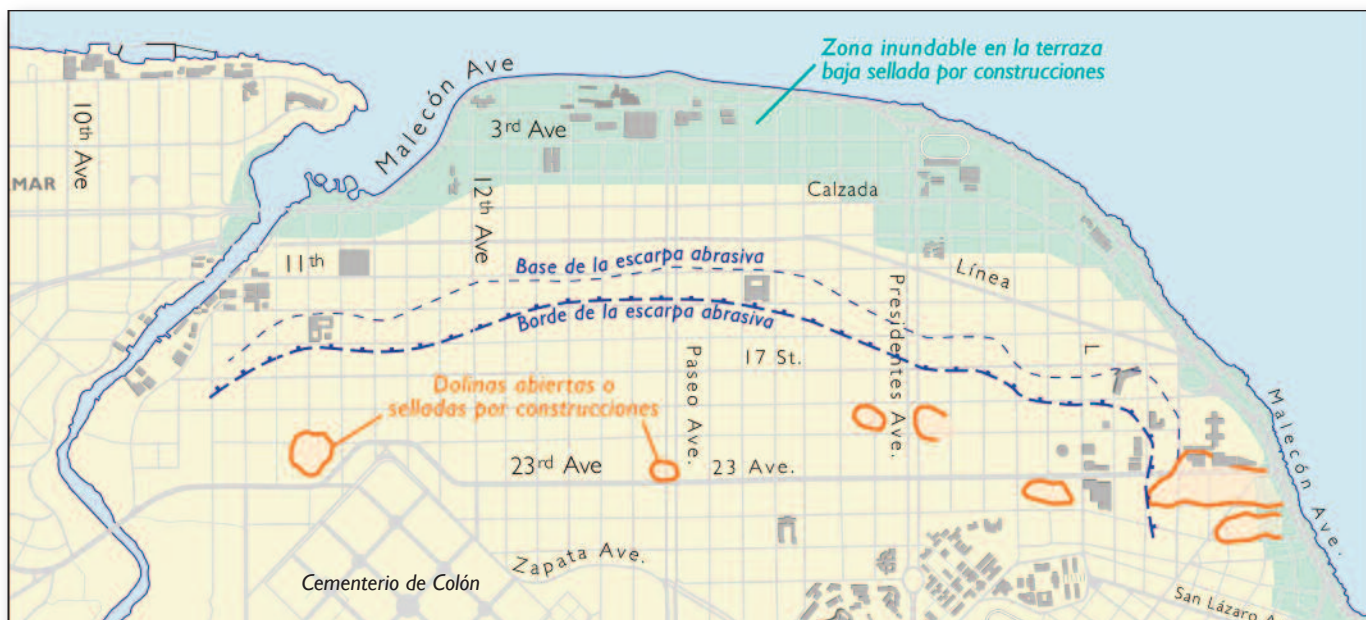 Zona inundable en la terraza
baja sellada por construcciones
Malecón Ave
10th Ave
3rd Ave
MAR
12th Ave
Calzada
11th
Base de la escarpa abrasiva
Línea
Borde de la escarpa abrasiva
Presidentes Ave.
17 St.
L
Paseo Ave.
Dolinas abiertas o
selladas por construcciones
Malecón Ave.
23rd Ave
23 Ave.
Zapata Ave.
Cementerio de Colón
San Lázaro A